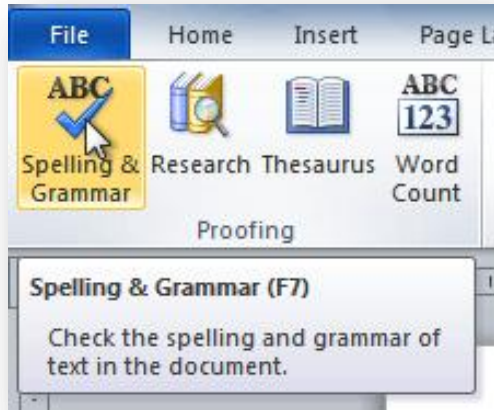 File Home Insert Page La
ABC ABC
123
Spelling & Research Thesaurus Word
Grammar Count
Proofing
Spelling & Grammar (F7)
Check the spelling and grammar of
text in the document.